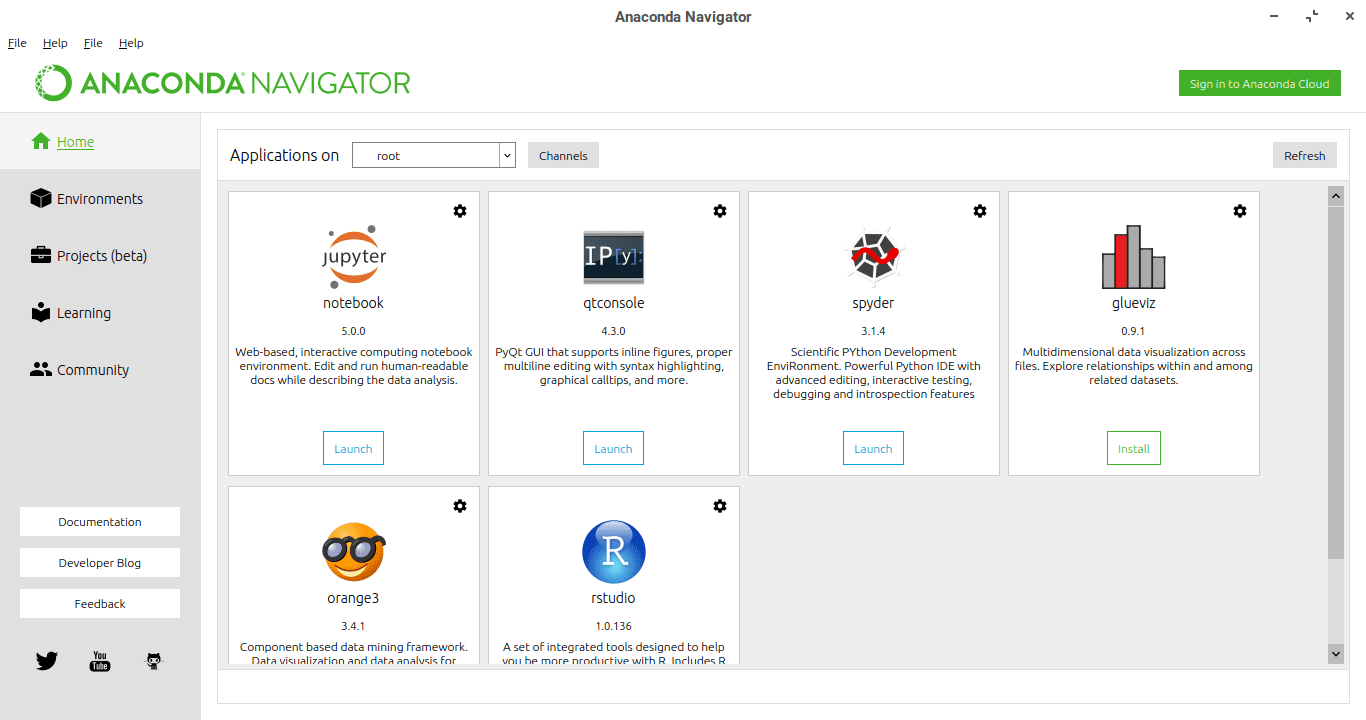 Anaconda Navigator
File Help File Help
ANACONDA NAVIGATOR
Sign in to Anaconda Cloud
Home
Environments
Projects (beta)
Learning
Community
Documentation
Developer Blog
Feedback
You
Tube
Applications on root Channels Refresh
jupyter
notebook
5.0.0
Web-based, interactive computing notebook
environment. Edit and run human-readable
docs while describing the data analysis.
Launch
IP[y]:
qtconsole
4.3.0
PyQt GUI that supports inline figures, proper
multiline editing with syntax highlighting,
graphical calltips, and more.
Launch
spyder
3.1.4
Scientific PYthon Development
EnviRonment. Powerful Python IDE with
advanced editing, interactive testing,
debugging and introspection features
Launch
glueviz
0.9.1
Multidimensional data visualization across
files. Explore relationships within and among
related datasets.
Install
orange3
3.4.1
Component based data mining framework.
Data visualization and data analysis for
R
rstudio
1.0.136
A set of integrated tools designed to help
you be more productive with R. Includes R